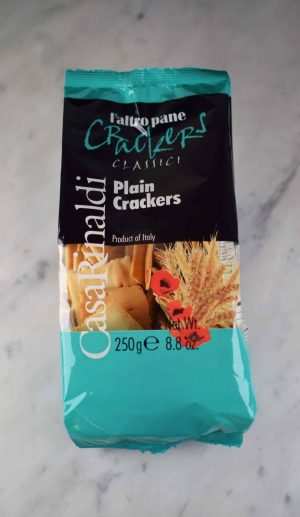 l'altro pane
CRackeRs
CLASSICI
Plain
Crackers
CasaRinaldi
Product of Italy
Net Wt.
250g e 8.8 oz.